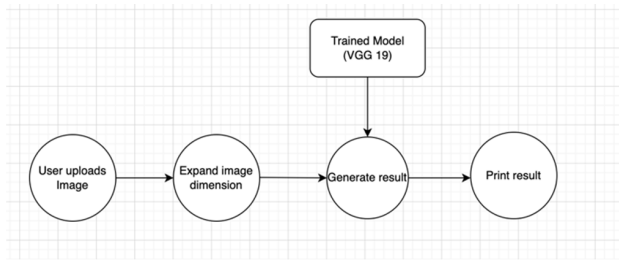 Trained Model
(VGG 19)
User uploads
Image
Expand image
dimension
Generate result
Print result